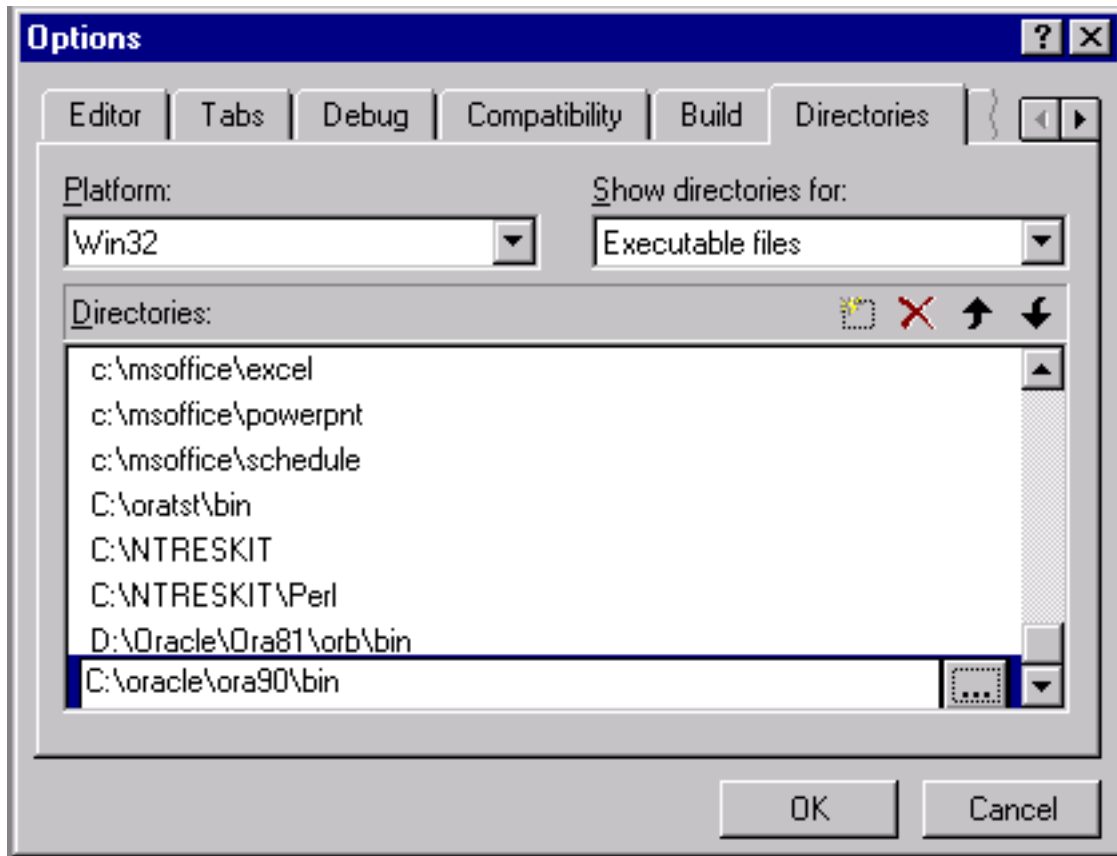 Options
Editor Tabs Debug Compatibility Build Directories
Platform: Show directories for:
Win32 Executable files
Directories:
c:\msoffice\excel
c:\msoffice\powerpnt
c:\msoffice\schedule
C:\oratst\bin
C:\NTRESKIT
C:\NTRESKIT\Perl
D:\Oracle\Ora81\orb\bin
C:\oracle\ora90\bin ...
OK Cancel